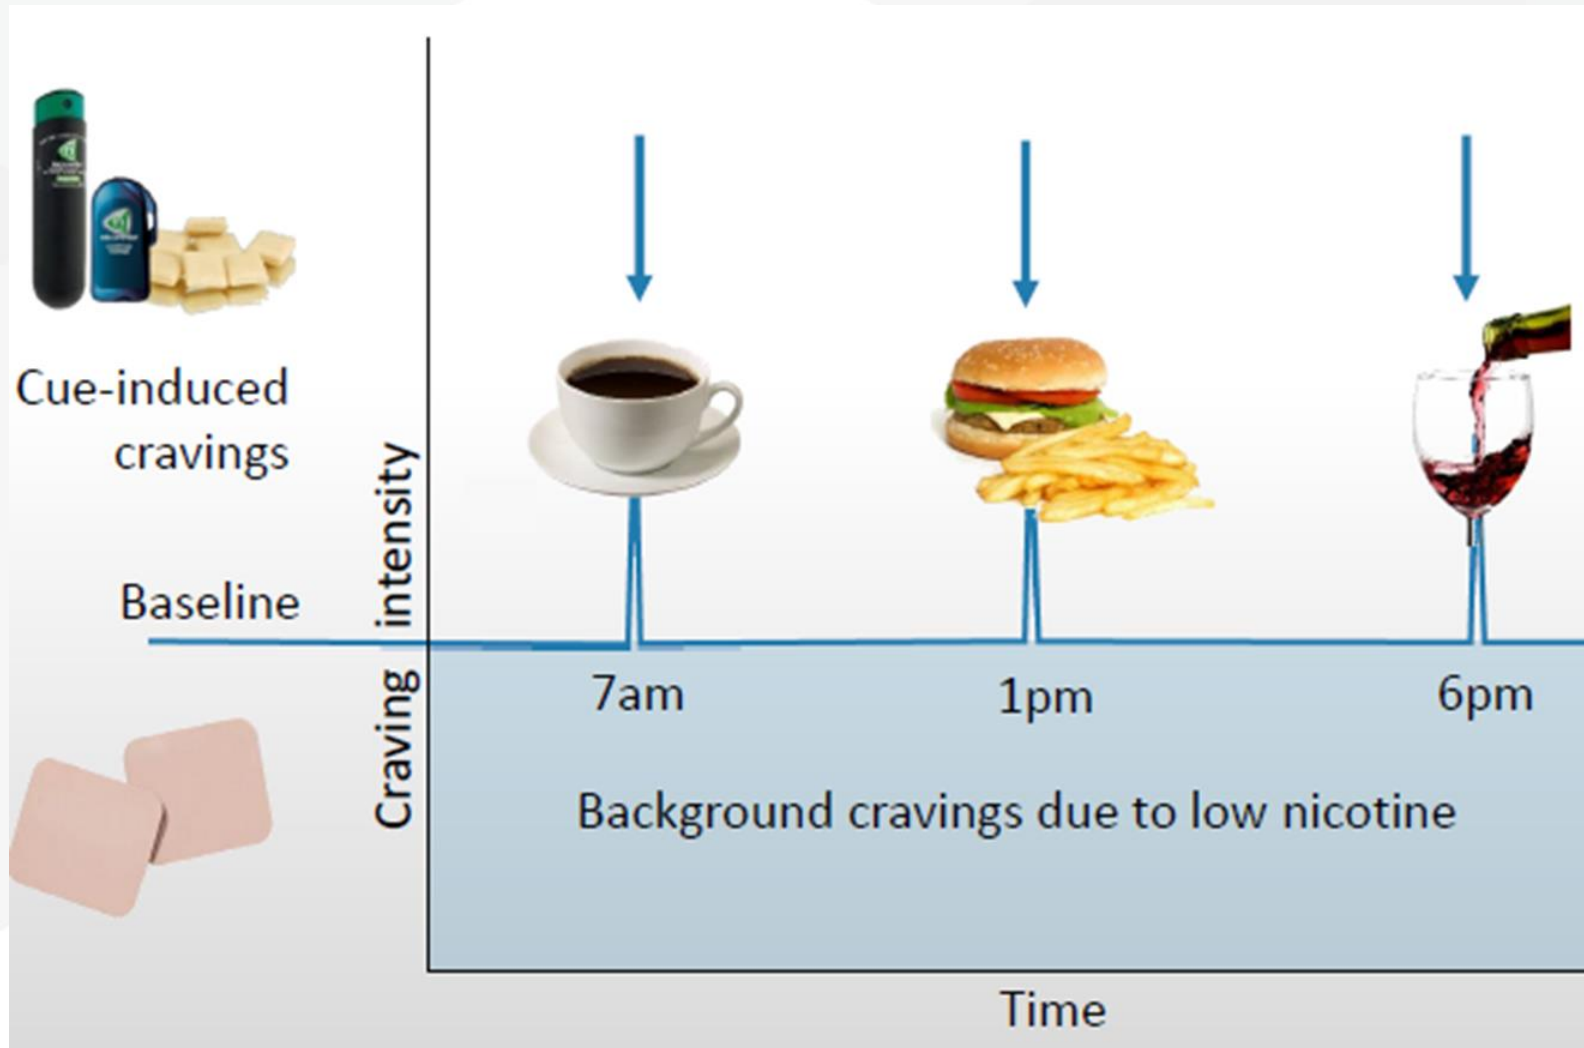 Cue-induced
cravings
Baseline
Craving intensity
7am
1pm
6pm
Background cravings due to low nicotine
Time